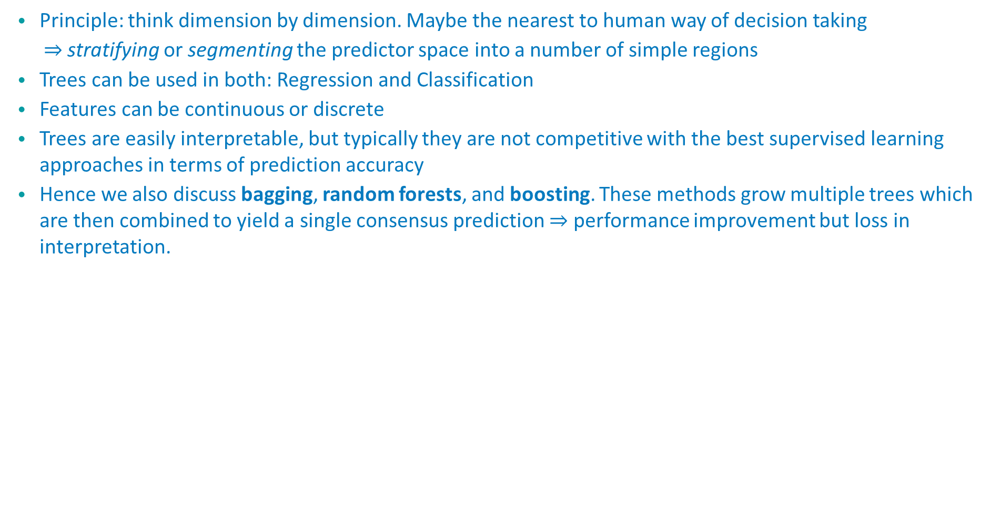 • Principle: think dimension by dimension. Maybe the nearest to human way of decision taking
⇒ stratifying or segmenting the predictor space into a number of simple regions
• Trees can be used in both: Regression and Classification
• Features can be continuous or discrete
• Trees are easily interpretable, but typically they are not competitive with the best supervised learning
approaches in terms of prediction accuracy
• Hence we also discuss bagging, random forests, and boosting. These methods grow multiple trees which
are then combined to yield a single consensus prediction ⇒ performance improvement but loss in
interpretation.